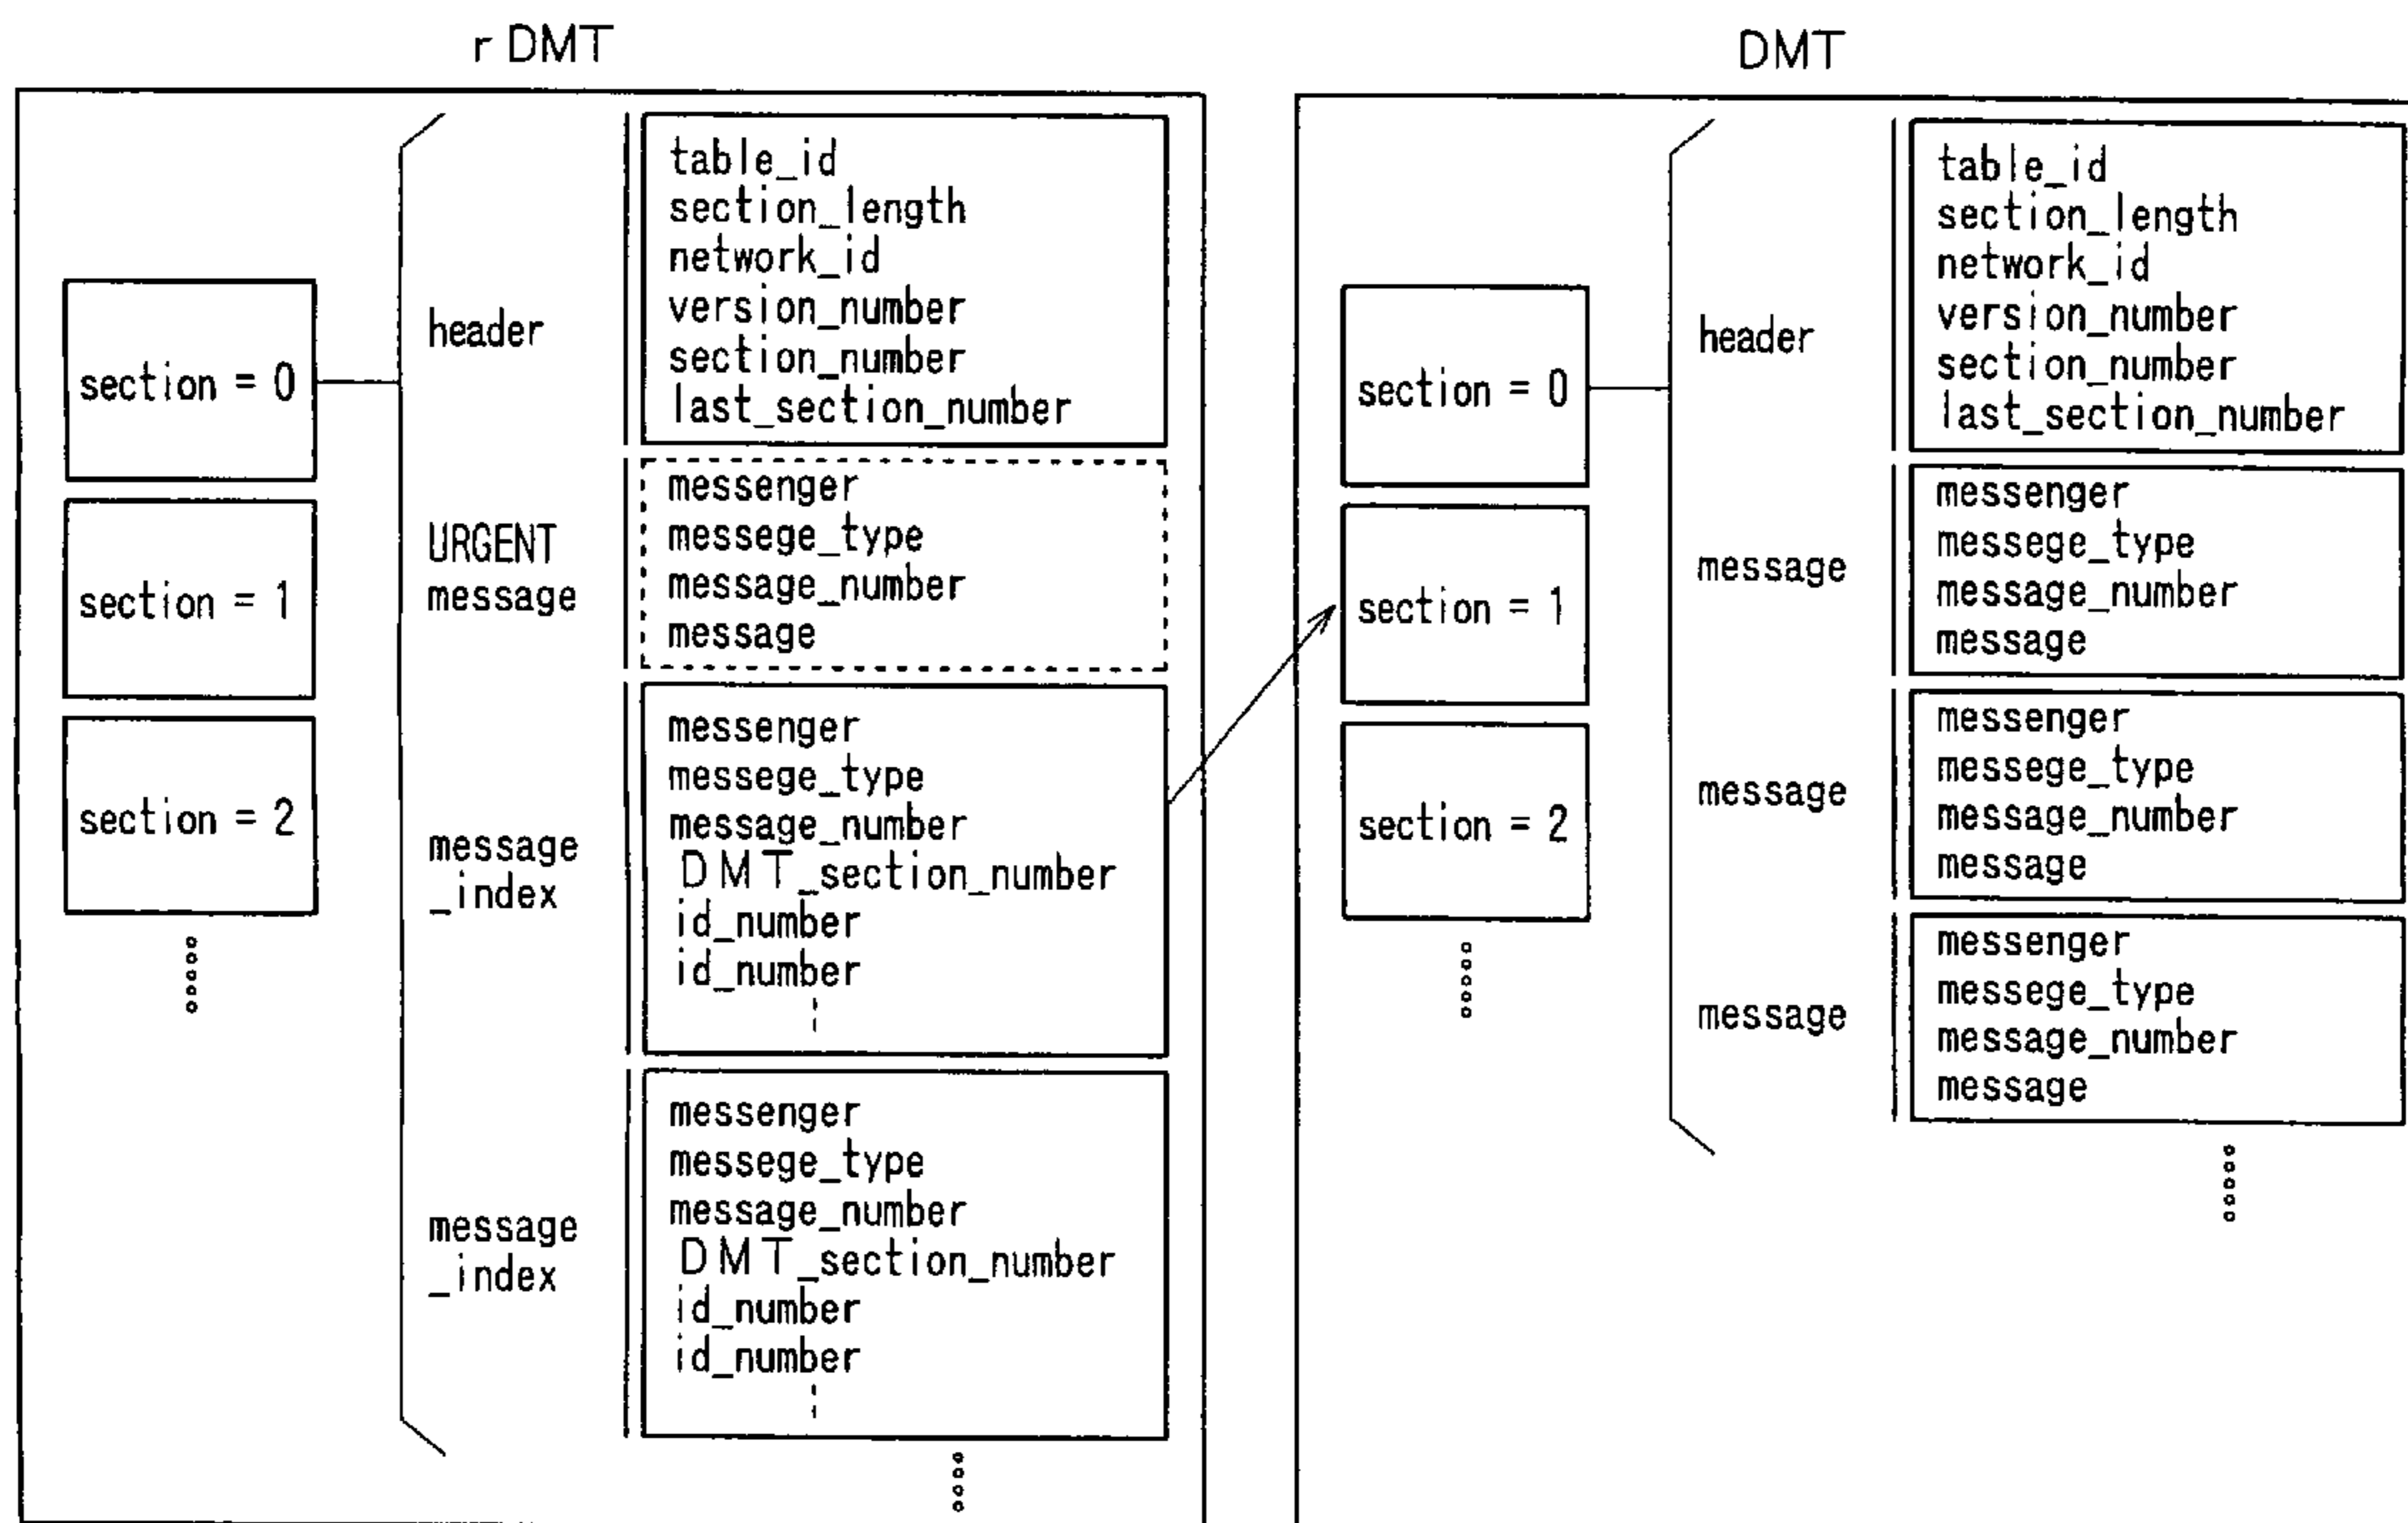 r DMT
section = 0
section = 1
section = 2
header
table_id
section_length
network_id
version_number
section_number
last_section_number
URGENT
message
messenger
messege_type
message_number
message
message
_index
messenger
messege_type
message_number
DMT_section_number
id_number
id_number
message
_index
messenger
messege_type
message_number
DMT_section_number
id_number
id_number
DMT
section = 0
section = 1
section = 2
header
table_id
section_length
network_id
version_number
section_number
last_section_number
message
messenger
messege_type
message_number
message
message
messenger
messege_type
message_number
message
message
messenger
messege_type
message_number
message